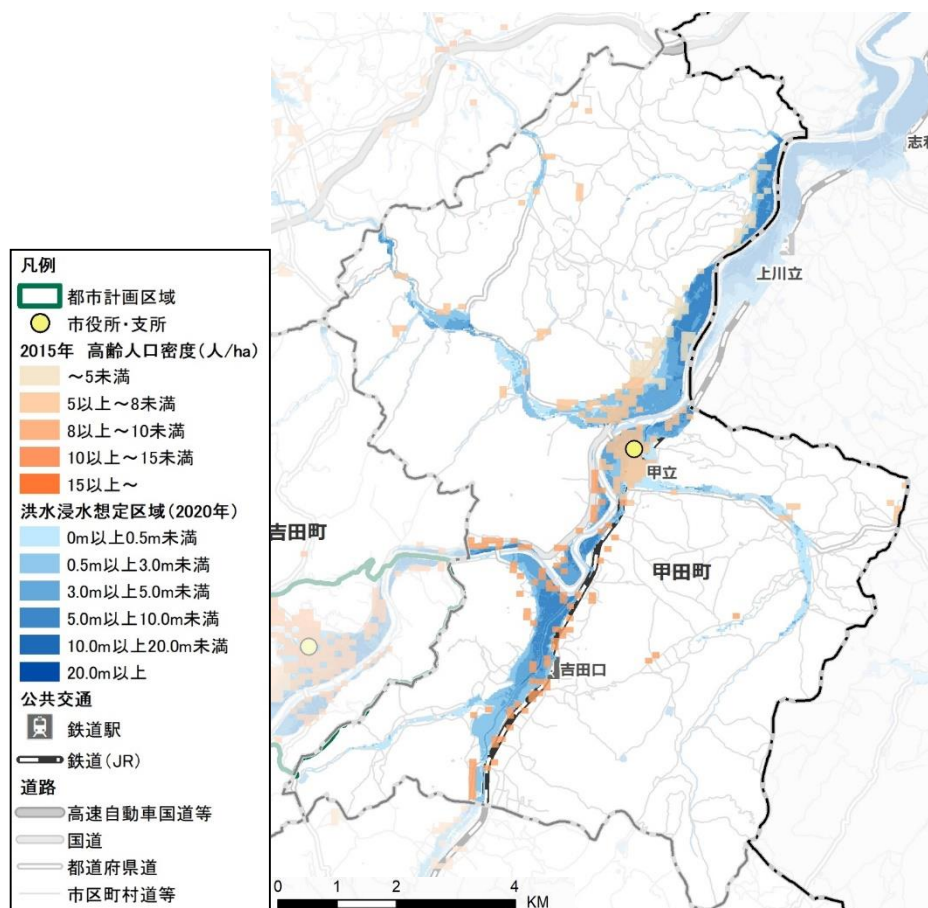 凡例
都市計画区域
市役所・支所
2015年 高齢人口密度(人/ha)
～5未満
5以上～8未満
8以上～10未満
10以上～15未満
15以上～
洪水浸水想定区域(2020年)
0m以上0.5m未満
0.5m以上3.0m未満
3.0m以上5.0m未満
5.0m以上10.0m未満
10.0m以上20.0m未満
20.0m以上
公共交通
鉄道駅
鉄道(JR)
道路
高速自動車国道等
国道
都道府県道
市区町村道等
志和
上川立
甲立
吉田町
甲田町
吉田口
0 1 2 4
KM